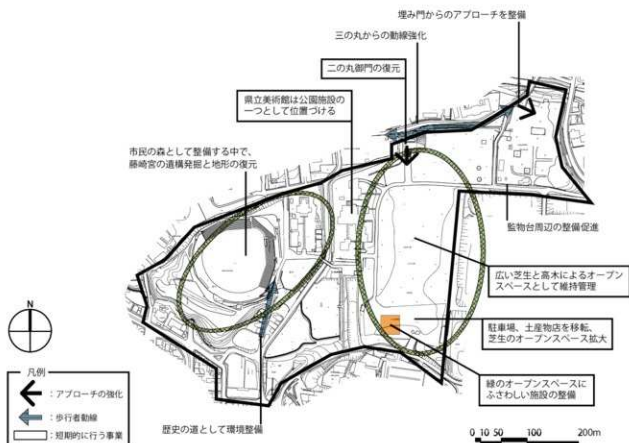 埋み門からのアプローチを整備
三の丸からの動線強化
二の丸御門の復元
県立美術館は公園施設の
一つとして位置づける
市民の森として整備する中で、
藤崎宮の遺構発掘と地形の復元
監物台周辺の整備促進
広い芝生と高木によるオープン
スペースとして維持管理
駐車場、土産物店を移転、
芝生のオープンスペース拡大
緑のオープンスペースに
ふさわしい施設の整備
歴史の道として環境整備
N
凡例
：アプローチの強化
：歩行者動線
：短期的に行う事業
0 10 50 100 200m